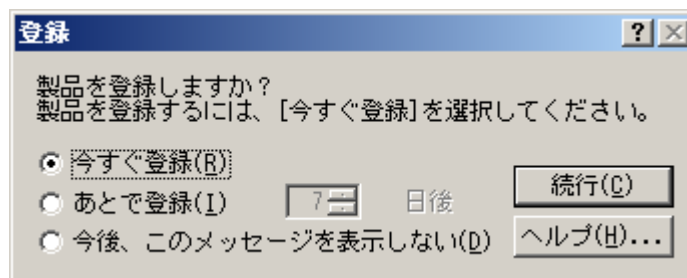 登録
製品を登録しますか?
製品を登録するには、[今すぐ登録]を選択してください。
今すぐ登録(R)
あとで登録(I) 7 日後
今後、このメッセージを表示しない(D)
続行(C)
ヘルプ(H)...